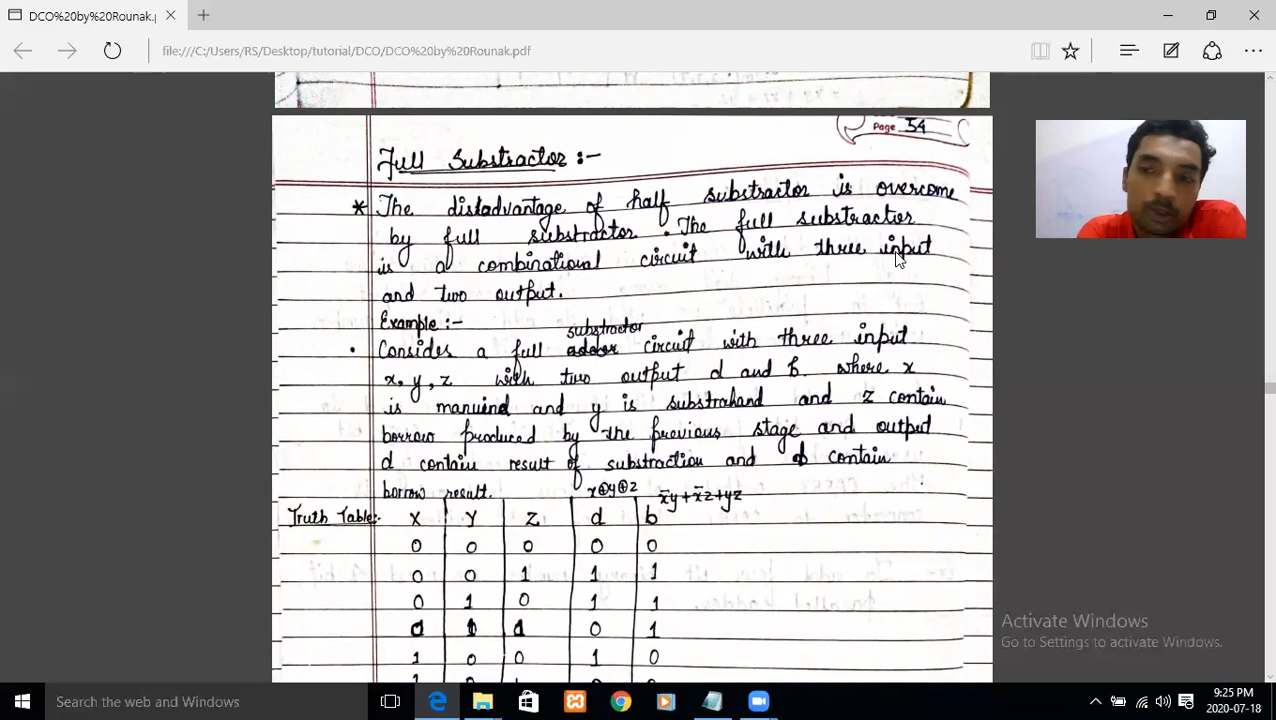 DCO%20by%20Rounak.p
file:///C:/Users/RS/Desktop/tutorial/DCO/DCO%20by%20Rounak.pdf
Page 54
Full Substractor :-
* The disadvantage of half substractor is overcome
by full substractor. The full substractor
is a combinational circuit with three input
and two output.
Example :-
substractor
• Consides a full circuit with three input
x, y, z with two output d and b. where x
is manuind and y is substrahand and z contain
borrow produced by the previous stage and output
d contain result of substraction and b contain
borrow result.
x⊕y⊕z x̄y+x̄z+yz
Truth Table:- X Y Z d b
0 0 0 0 0
0 0 1 1 1
0 1 0 1 1
0 1 1 0 1
1 0 0 1 0
Activate Windows
Go to Settings to activate Windows.
Search the web and Windows
9:25 PM
2020-07-18